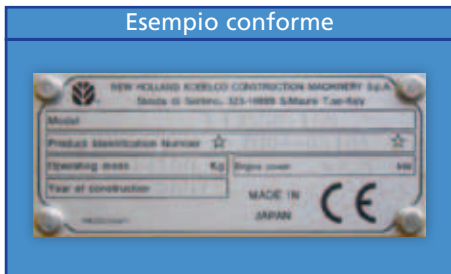 Esempio conforme
NEW HOLLAND KOBELCO CONSTRUCTION MACHINERY S.p.A.
Strada di Settimo, 323-10099 S.Mauro T.se-Italy
Model
Product Identification Number ☆ ☆
Operating mass Kg Engine power kW
Year of construction
MADE IN
JAPAN
CE